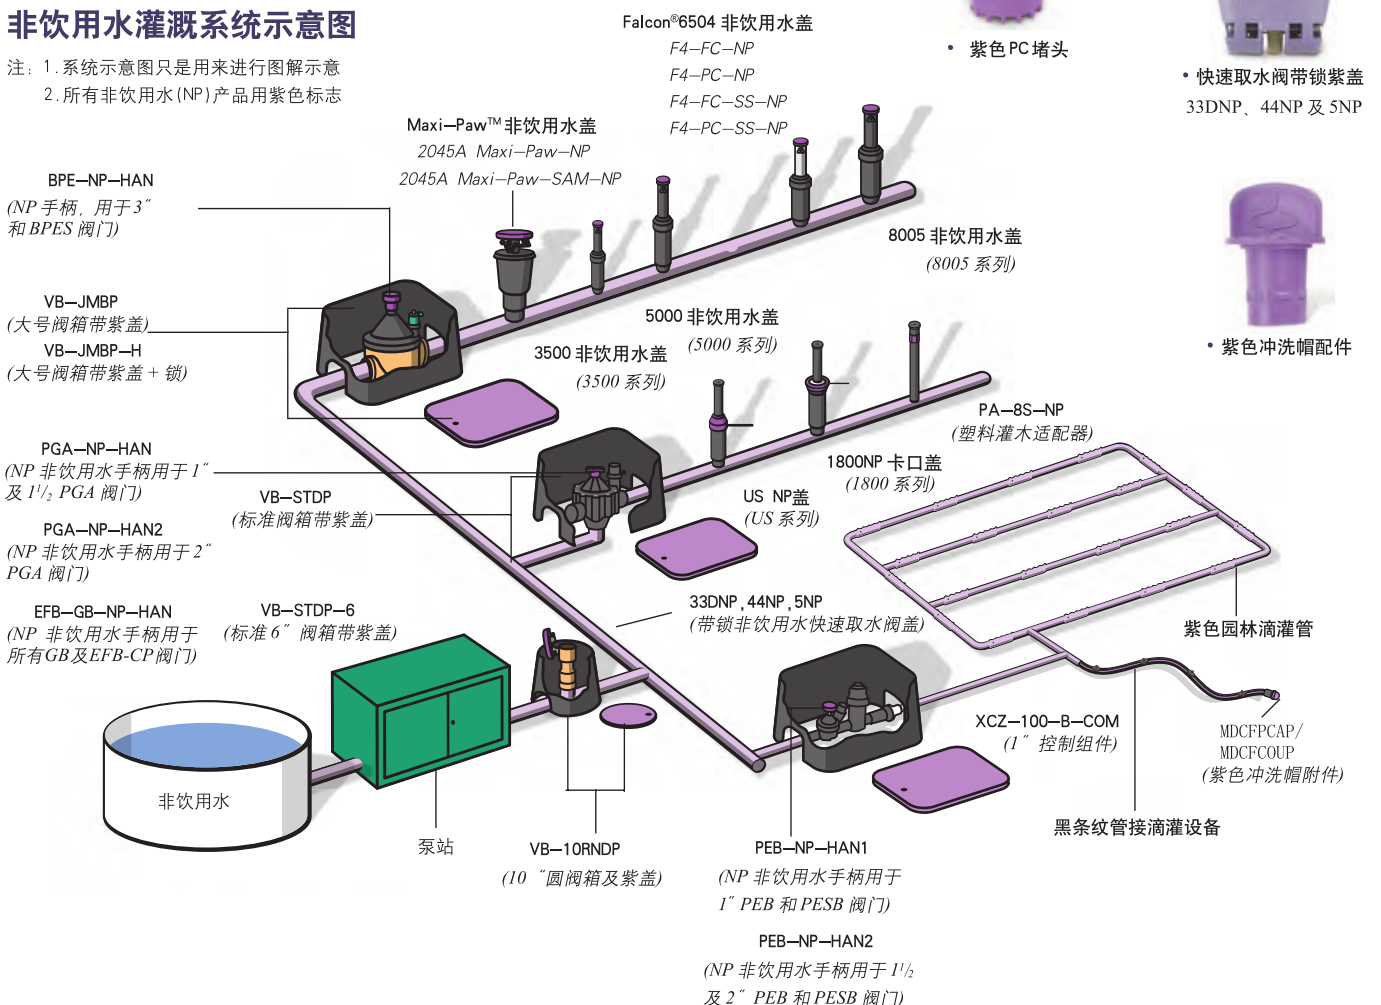 非饮用水灌溉系统示意图
注: 1.系统示意图只是用来进行图解示意
2.所有非饮用水(NP)产品用紫色标志
Falcon®6504 非饮用水盖
F4—FC—NP
F4—PC—NP
F4—FC—SS—NP
F4—PC—SS—NP
• 紫色PC堵头
• 快速取水阀带锁紫盖
33DNP、44NP 及 5NP
Maxi—Paw™非饮用水盖
2045A Maxi—Paw—NP
2045A Maxi—Paw—SAM—NP
BPE—NP—HAN
(NP 手柄, 用于 3″
和 BPES 阀门)
8005 非饮用水盖
(8005 系列)
VB—JMBP
(大号阀箱带紫盖)
VB—JMBP—H
(大号阀箱带紫盖 + 锁)
5000 非饮用水盖
(5000 系列)
3500 非饮用水盖
(3500 系列)
• 紫色冲洗帽配件
PA—8S—NP
(塑料灌木适配器)
PGA—NP—HAN
(NP 非饮用水手柄用于 1″
及 1¹/₂ PGA 阀门)
VB—STDP
(标准阀箱带紫盖)
1800NP 卡口盖
(1800 系列)
US NP盖
(US 系列)
PGA—NP—HAN2
(NP 非饮用水手柄用于 2″
PGA 阀门)
EFB—GB—NP—HAN
(NP 非饮用水手柄用于
所有GB及EFB-CP阀门)
VB—STDP—6
(标准 6″ 阀箱带紫盖)
33DNP,44NP,5NP
(带锁非饮用水快速取水阀盖)
紫色园林滴灌管
XCZ—100—B—COM
(1″ 控制组件)
MDCFPCAP/
MDCFCOUP
(紫色冲洗帽附件)
非饮用水
泵站
黑条纹管接滴灌设备
VB—10RNDP
(10 ″圆阀箱及紫盖)
PEB—NP—HAN1
(NP 非饮用水手柄用于
1″ PEB 和 PESB 阀门)
PEB—NP—HAN2
(NP 非饮用水手柄用于 1¹/₂
及 2″ PEB 和 PESB 阀门)